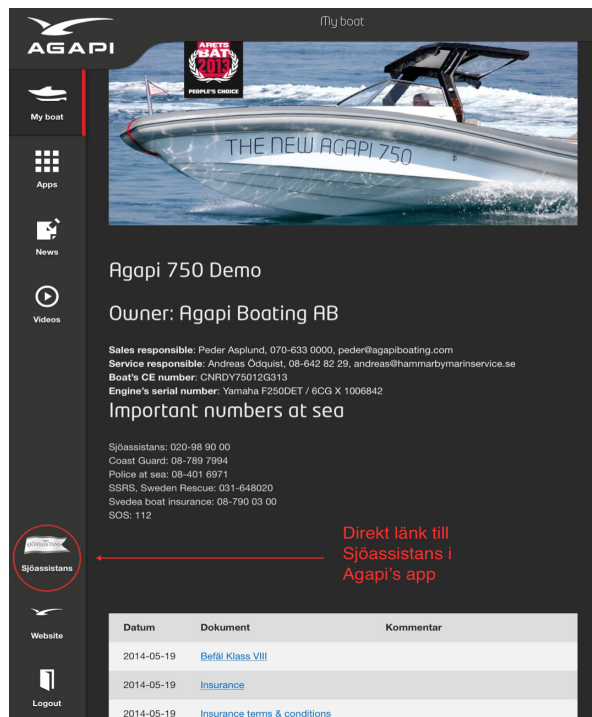 My boat
AGAPI
ÅRETS
BÅT
2013
PEOPLE'S CHOICE
THE NEW AGAPI 750
My boat
Apps
News
Videos
Agapi 750 Demo
Owner: Agapi Boating AB
Sales responsible: Peder Asplund, 070-633 0000, peder@agapiboating.com
Service responsible: Andreas Ödquist, 08-642 82 29, andreas@hammarbymarinservice.se
Boat's CE number: CNRDY75012G313
Engine's serial number: Yamaha F250DET / 6CG X 1006842
Important numbers at sea
Sjöassistans: 020-98 90 00
Coast Guard: 08-789 7994
Police at sea: 08-401 6971
SSRS, Sweden Rescue: 031-648020
Svedea boat insurance: 08-790 03 00
SOS: 112
SJÖASSISTANS
Sjöassistans
Direkt länk till
Sjöassistans i
Agapi's app
Website
Logout
Datum Dokument Kommentar
2014-05-19 Befäl Klass VIII
2014-05-19 Insurance
2014-05-19 Insurance terms & conditions